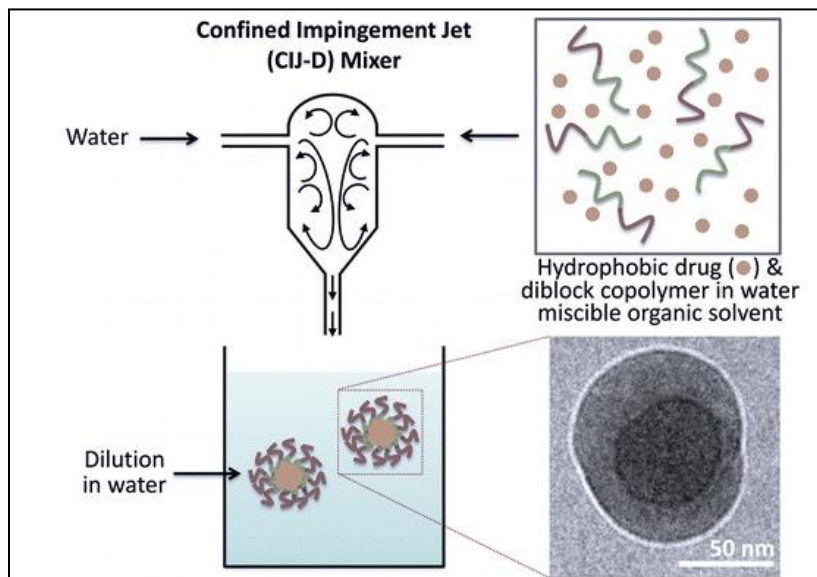 Confined Impingement Jet
(CIJ-D) Mixer
Water
Hydrophobic drug (●) &
diblock copolymer in water
miscible organic solvent
Dilution
in water
50 nm